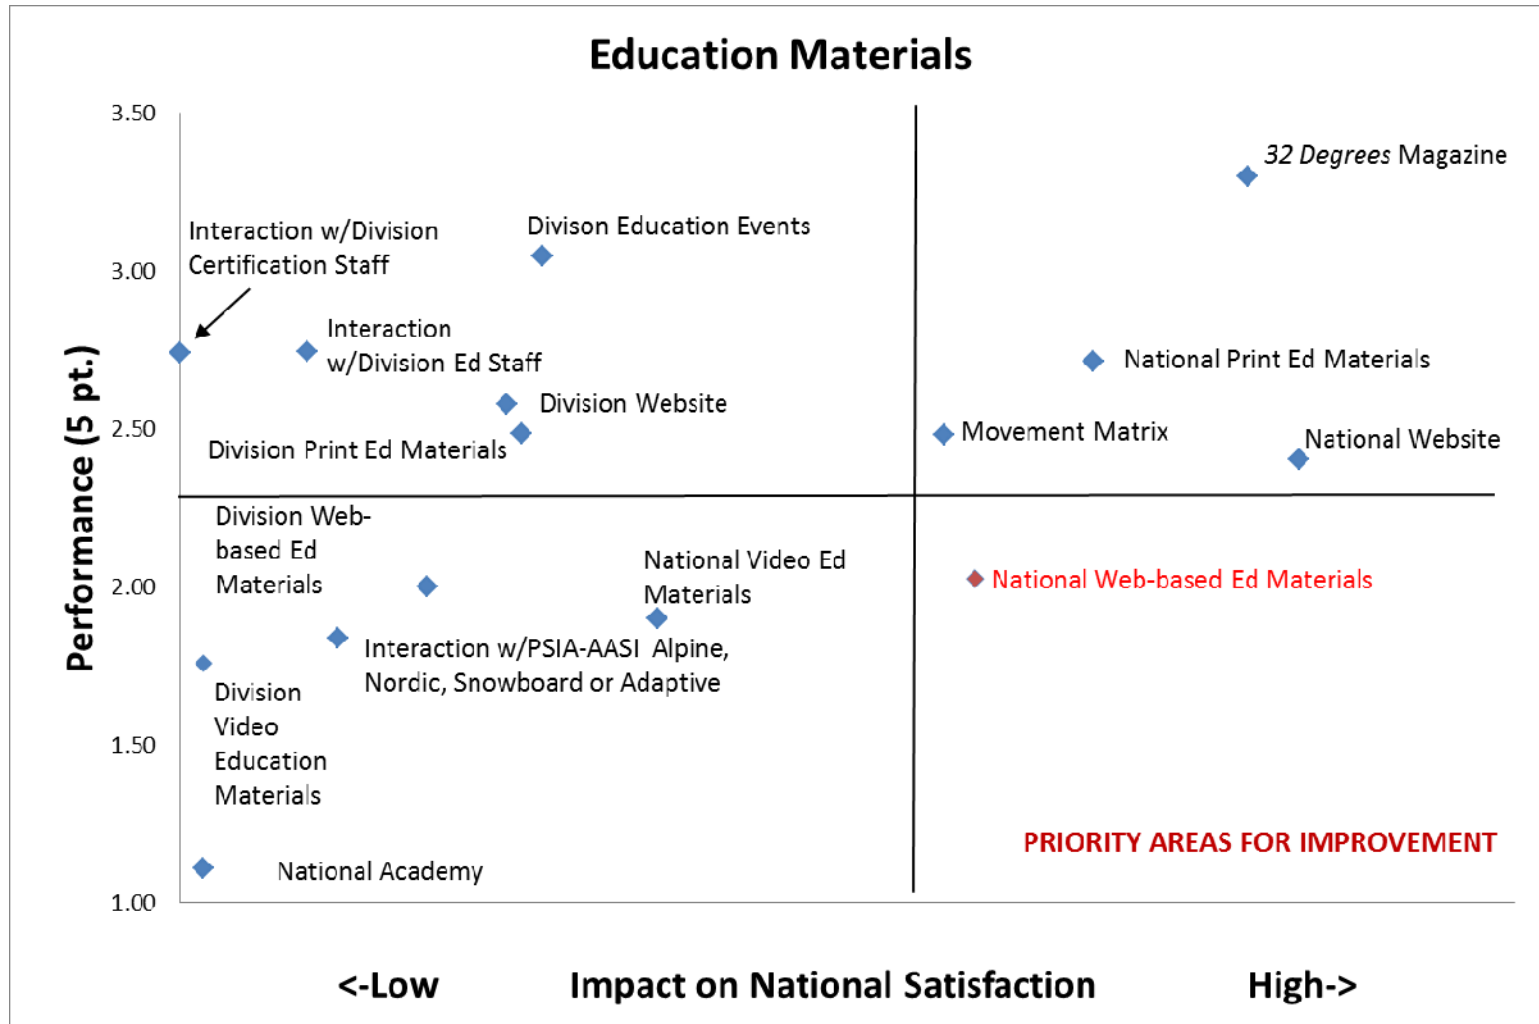 Education Materials
3.50
32 Degrees Magazine
Interaction w/Division
Certification Staff
Divison Education Events
3.00
Interaction
w/Division Ed Staff
National Print Ed Materials
Division Website
2.50
Movement Matrix
National Website
Division Print Ed Materials
Performance (5 pt.)
Division Web-
based Ed
Materials
National Video Ed
Materials
2.00
National Web-based Ed Materials
Interaction w/PSIA-AASI Alpine,
Nordic, Snowboard or Adaptive
Division
Video
Education
Materials
1.50
PRIORITY AREAS FOR IMPROVEMENT
National Academy
1.00
<-Low
Impact on National Satisfaction
High->